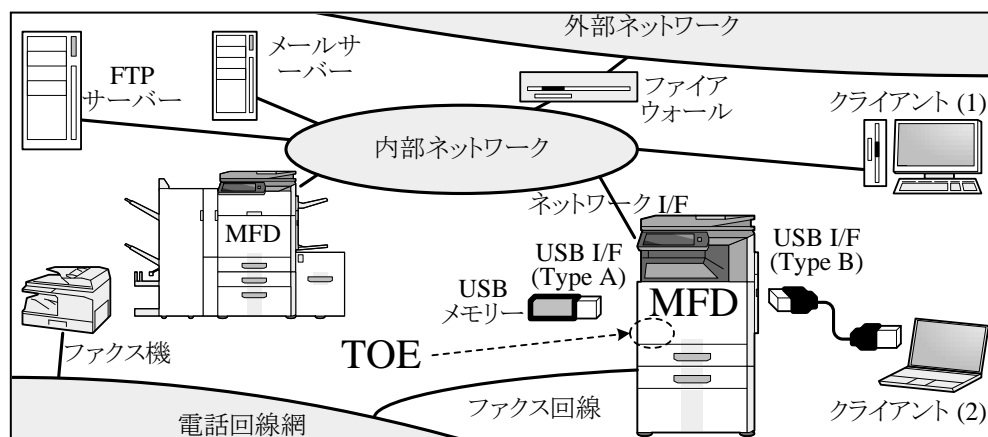 外部ネットワーク
FTP
サーバー
メールサ
ーバー
ファイア
ウォール
クライアント (1)
内部ネットワーク
ネットワーク I/F
MFD
USB I/F
(Type A)
USB I/F
(Type B)
USB
メモリー
MFD
TOE
ファクス機
ファクス回線
クライアント (2)
電話回線網